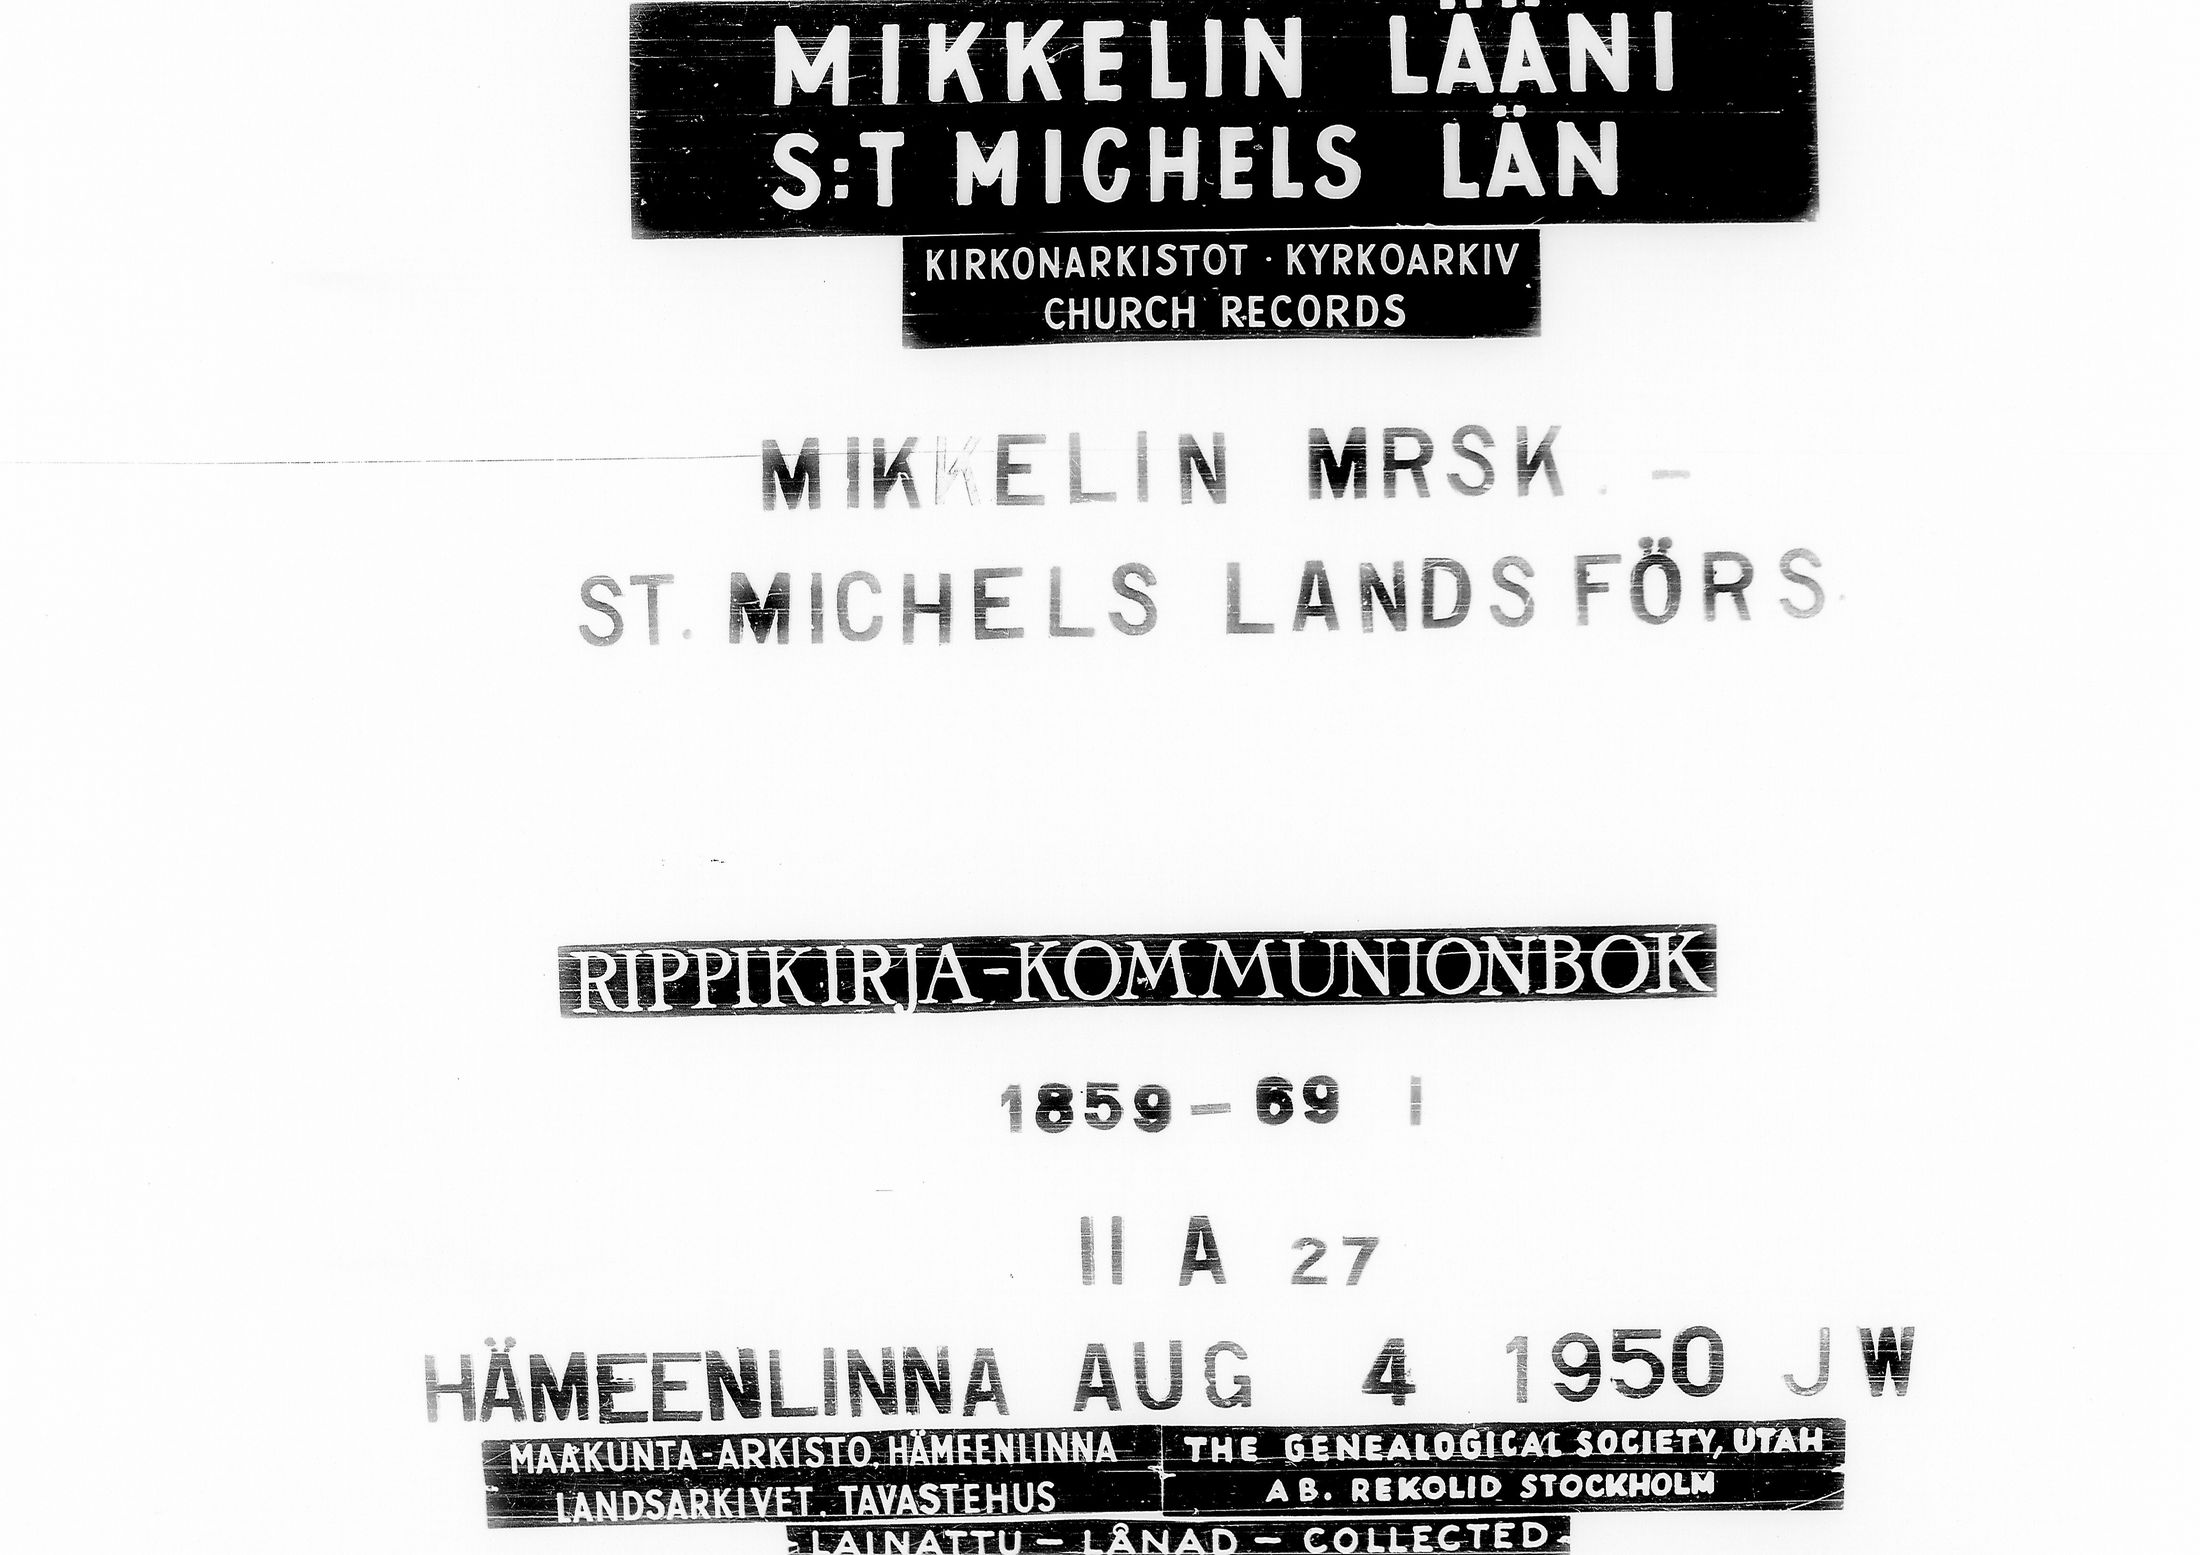 MIKKELIN LÄÄNI
S:T MICHELS LÄN
KIRKONARKISTOT · KYRKOARKIV
CHURCH RECORDS
MIKKELIN MRSK. –
ST. MICHELS LANDSFÖRS.
RIPPIKIRJA-KOMMUNIONBOK
1859–69 I
II A 27
HÄMEENLINNA AUG 4 1950 JW
MAAKUNTA-ARKISTO, HÄMEENLINNA
LANDSARKIVET, TAVASTEHUS
THE GENEALOGICAL SOCIETY, UTAH
AB. REKOLID STOCKHOLM
LAINATTU – LÅNAD – COLLECTED